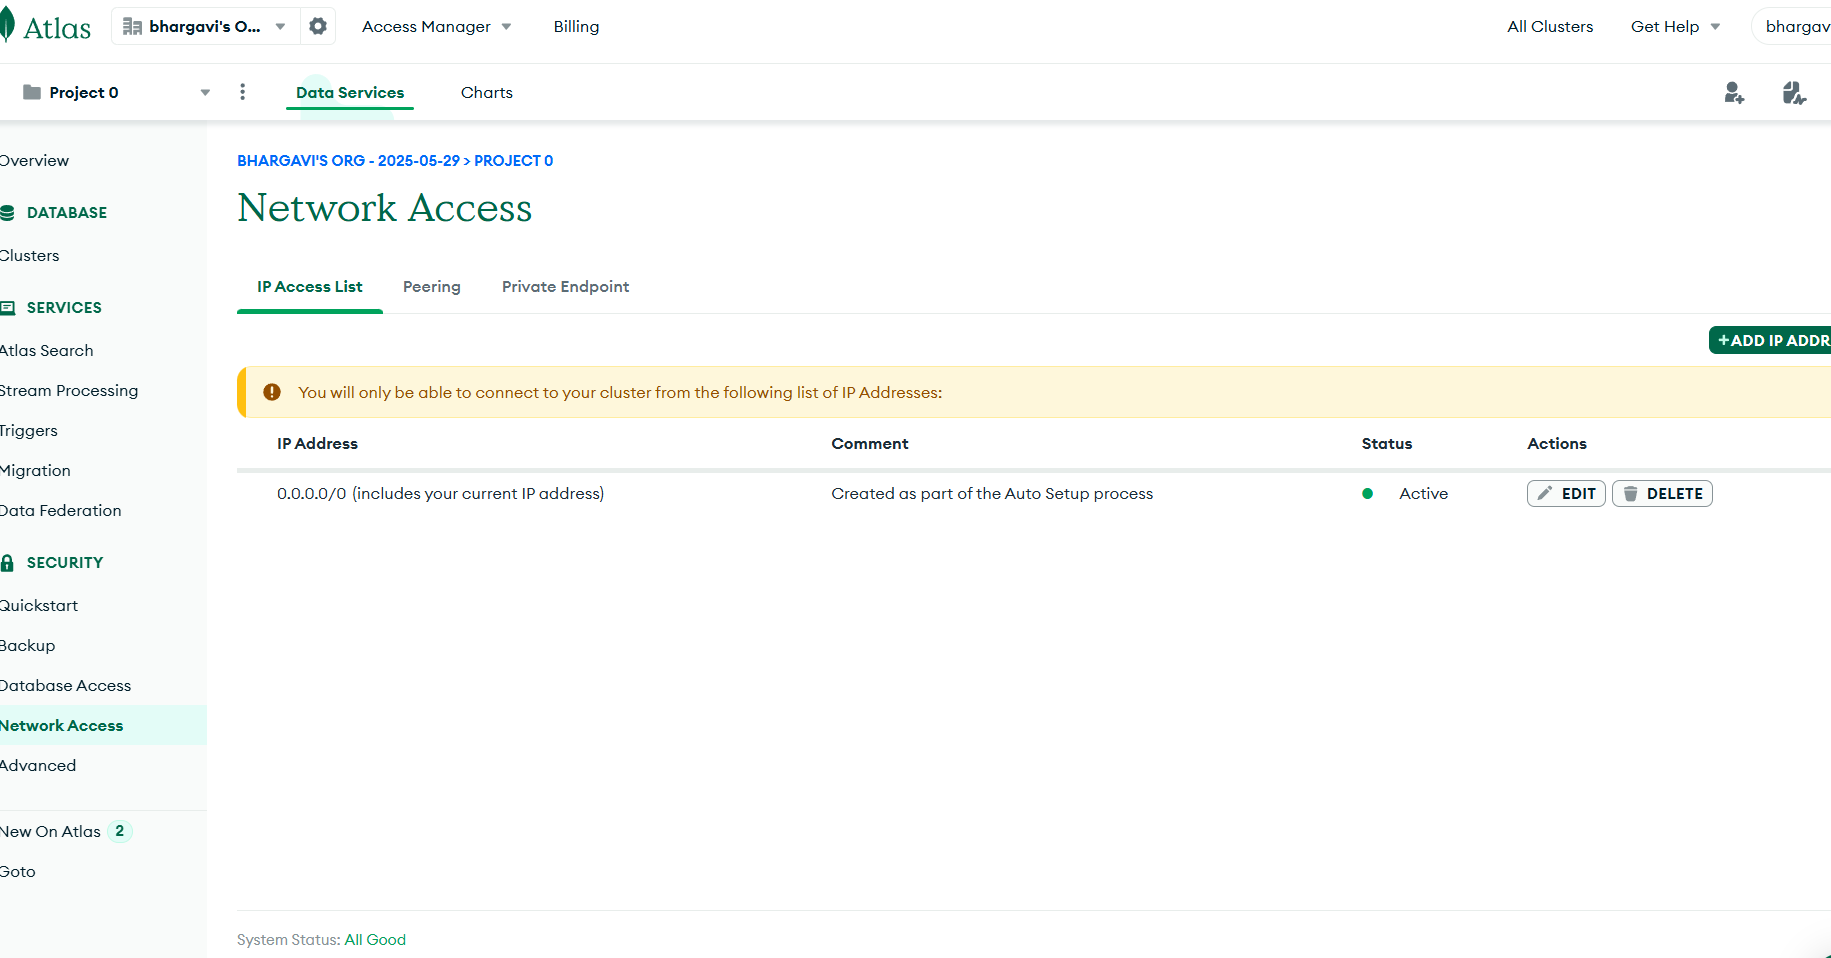 Atlas
bhargavi's O...
Access Manager
Billing
All Clusters
Get Help
bhargav
Project 0
Data Services
Charts
Overview
DATABASE
Clusters
SERVICES
Atlas Search
Stream Processing
Triggers
Migration
Data Federation
SECURITY
Quickstart
Backup
Database Access
Network Access
Advanced
New On Atlas 2
Goto
BHARGAVI'S ORG - 2025-05-29 > PROJECT 0
Network Access
IP Access List
Peering
Private Endpoint
+ADD IP ADDR
You will only be able to connect to your cluster from the following list of IP Addresses:
IP Address Comment Status Actions
0.0.0.0/0 (includes your current IP address) Created as part of the Auto Setup process Active EDIT DELETE
System Status: All Good